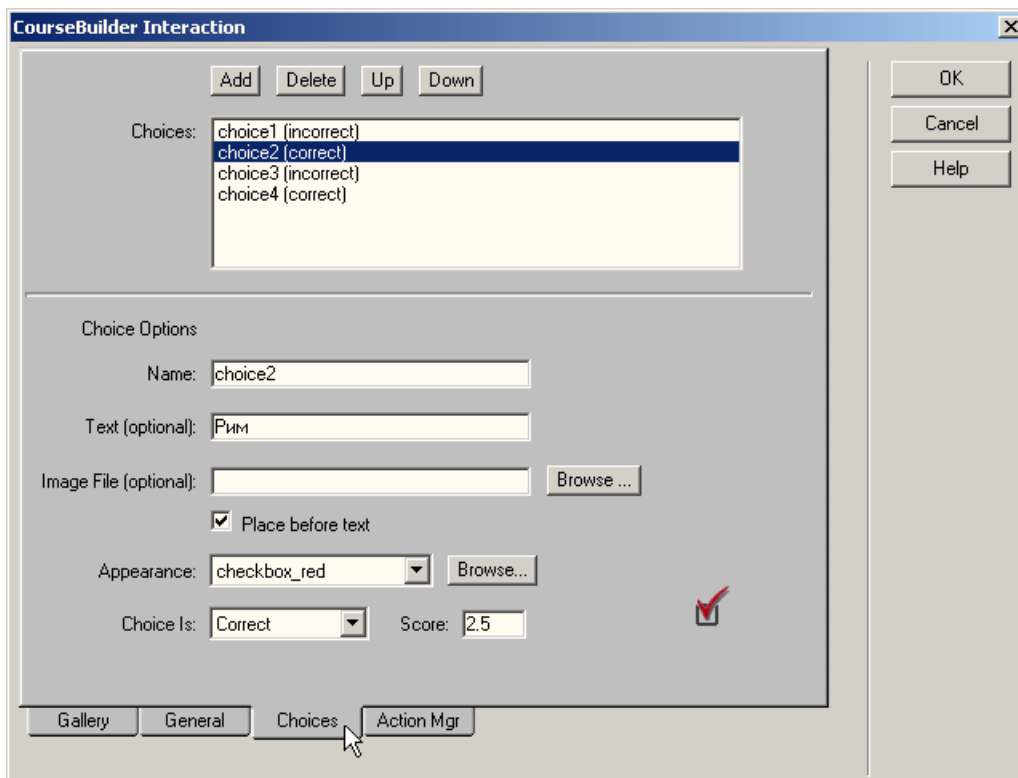 CourseBuilder Interaction
Add Delete Up Down
OK
Choices:
choice1 (incorrect)
choice2 (correct)
choice3 (incorrect)
choice4 (correct)
Cancel
Help
Choice Options
Name: choice2
Text (optional): Рим
Image File (optional): Browse ...
Place before text
Appearance: checkbox_red Browse...
Choice Is: Correct Score: 2.5
Gallery General Choices Action Mgr